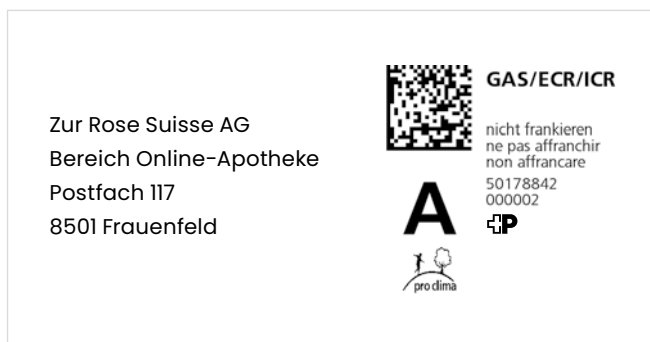 Zur Rose Suisse AG
Bereich Online-Apotheke
Postfach 117
8501 Frauenfeld
GAS/ECR/ICR
nicht frankieren
ne pas affranchir
non affrancare
50178842
000002
P
A
pro clima